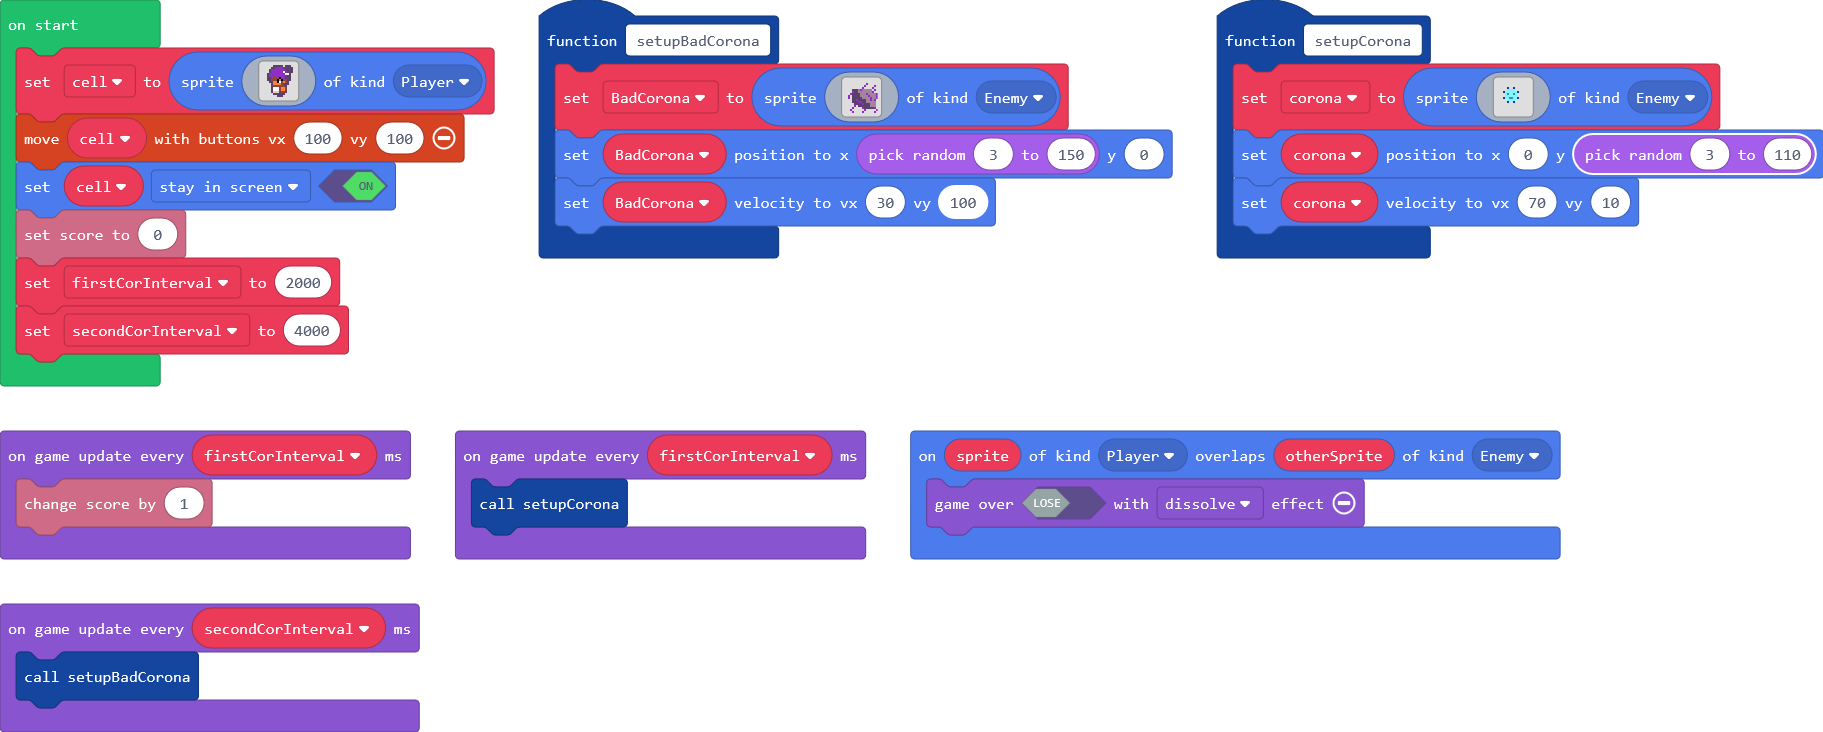 on start
set cell to sprite of kind Player
move cell with buttons vx 100 vy 100
set cell stay in screen ON
set score to 0
set firstCorInterval to 2000
set secondCorInterval to 4000
function setupBadCorona
set BadCorona to sprite of kind Enemy
set BadCorona position to x pick random 3 to 150 y 0
set BadCorona velocity to vx 30 vy 100
function setupCorona
set corona to sprite of kind Enemy
set corona position to x 0 y pick random 3 to 110
set corona velocity to vx 70 vy 10
on game update every firstCorInterval ms
change score by 1
on game update every firstCorInterval ms
call setupCorona
on sprite of kind Player overlaps otherSprite of kind Enemy
game over LOSE with dissolve effect
on game update every secondCorInterval ms
call setupBadCorona